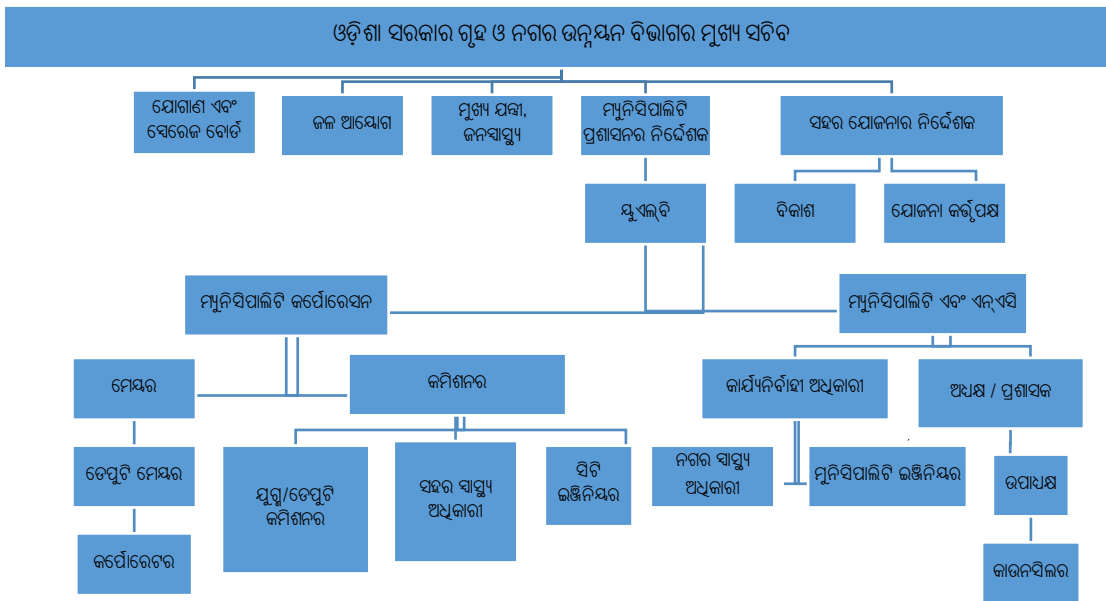 ଓଡ଼ିଶା ସରକାର ଗୃହ ଓ ନଗର ଉନ୍ନୟନ ବିଭାଗର ମୁଖ୍ୟ ସଚିବ
ଯୋଗାଣ ଏବଂ
ସେରେଜ ବୋର୍ଡ
ଜଳ ଆୟୋଗ
ମୁଖ୍ୟ ଯନ୍ତ୍ରୀ,
ଜନସ୍ୱାସ୍ଥ୍ୟ
ମ୍ୟୁନିସିପାଲିଟି
ପ୍ରଶାସନର ନିର୍ଦ୍ଦେଶକ
ସହର ଯୋଜନାର ନିର୍ଦ୍ଦେଶକ
ୟୁଏଲ୍‌ବି
ବିକାଶ
ଯୋଜନା କର୍ତ୍ତୃପକ୍ଷ
ମ୍ୟୁନିସିପାଲିଟି କର୍ପୋରେସନ
ମ୍ୟୁନିସିପାଲିଟି ଏବଂ ଏନ୍‌ଏସି
ମେୟର
କମିଶନର
କାର୍ଯ୍ୟନିର୍ବାହୀ ଅଧିକାରୀ
ଅଧ୍ୟକ୍ଷ / ପ୍ରଶାସକ
ଡେପୁଟି ମେୟର
ଯୁଗ୍ମ/ଡେପୁଟି
କମିଶନର
ସହର ସ୍ୱାସ୍ଥ୍ୟ
ଅଧିକାରୀ
ସିଟି
ଇଞ୍ଜିନିୟର
ନଗର ସ୍ୱାସ୍ଥ୍ୟ
ଅଧିକାରୀ
ମୁନିସିପାଲିଟି ଇଞ୍ଜିନିୟର
ଉପାଧ୍ୟକ୍ଷ
କର୍ପୋରେଟର
କାଉନସିଲର